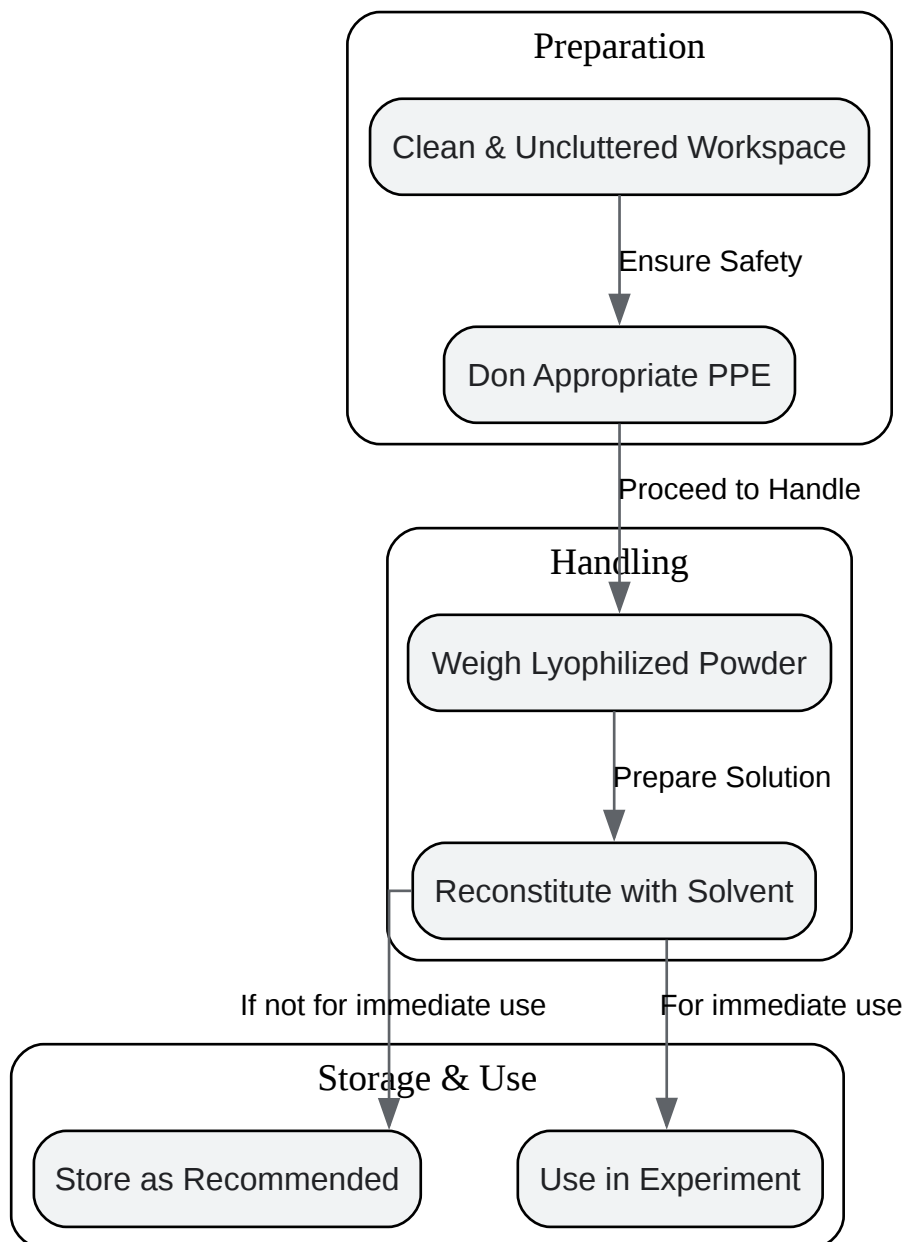 Preparation
Clean & Uncluttered Workspace
Ensure Safety
Don Appropriate PPE
Proceed to Handle
Handling
Weigh Lyophilized Powder
Prepare Solution
Reconstitute with Solvent
If not for immediate use
For immediate use
Storage & Use
Store as Recommended
Use in Experiment